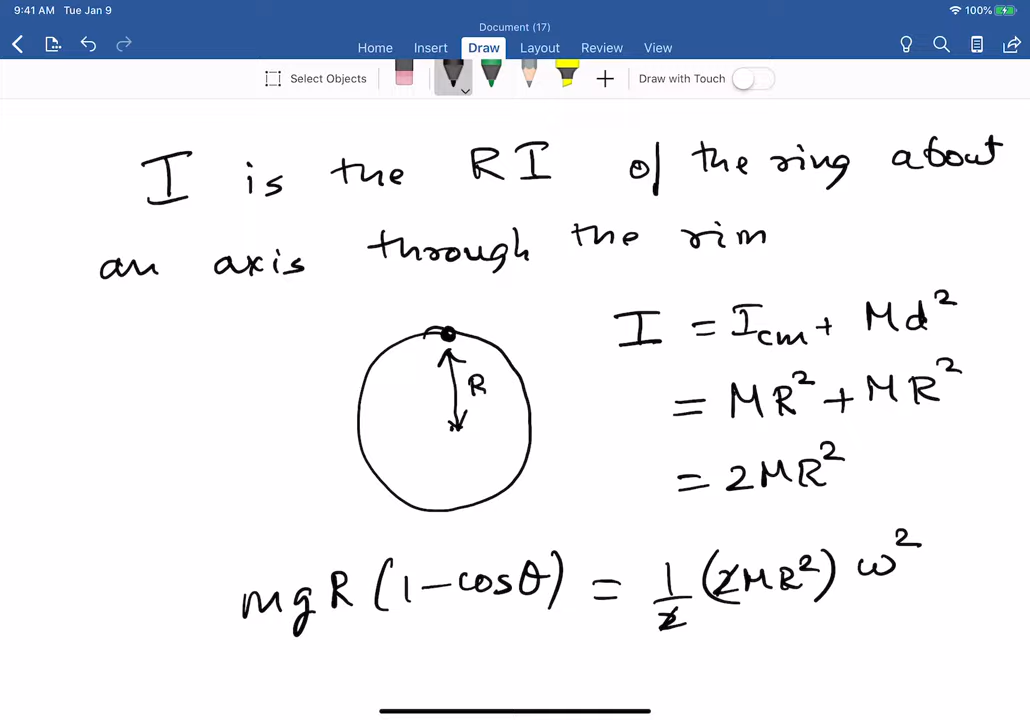 9:41 AM Tue Jan 9
100%
Document (17)
Home Insert Draw Layout Review View
Select Objects
Draw with Touch
I is the RI of the ring about
an axis through the rim
I = Icm + Md²
R
= MR² + MR²
= 2MR²
mgR(1-cosθ) = 1/2 (2MR²) ω²